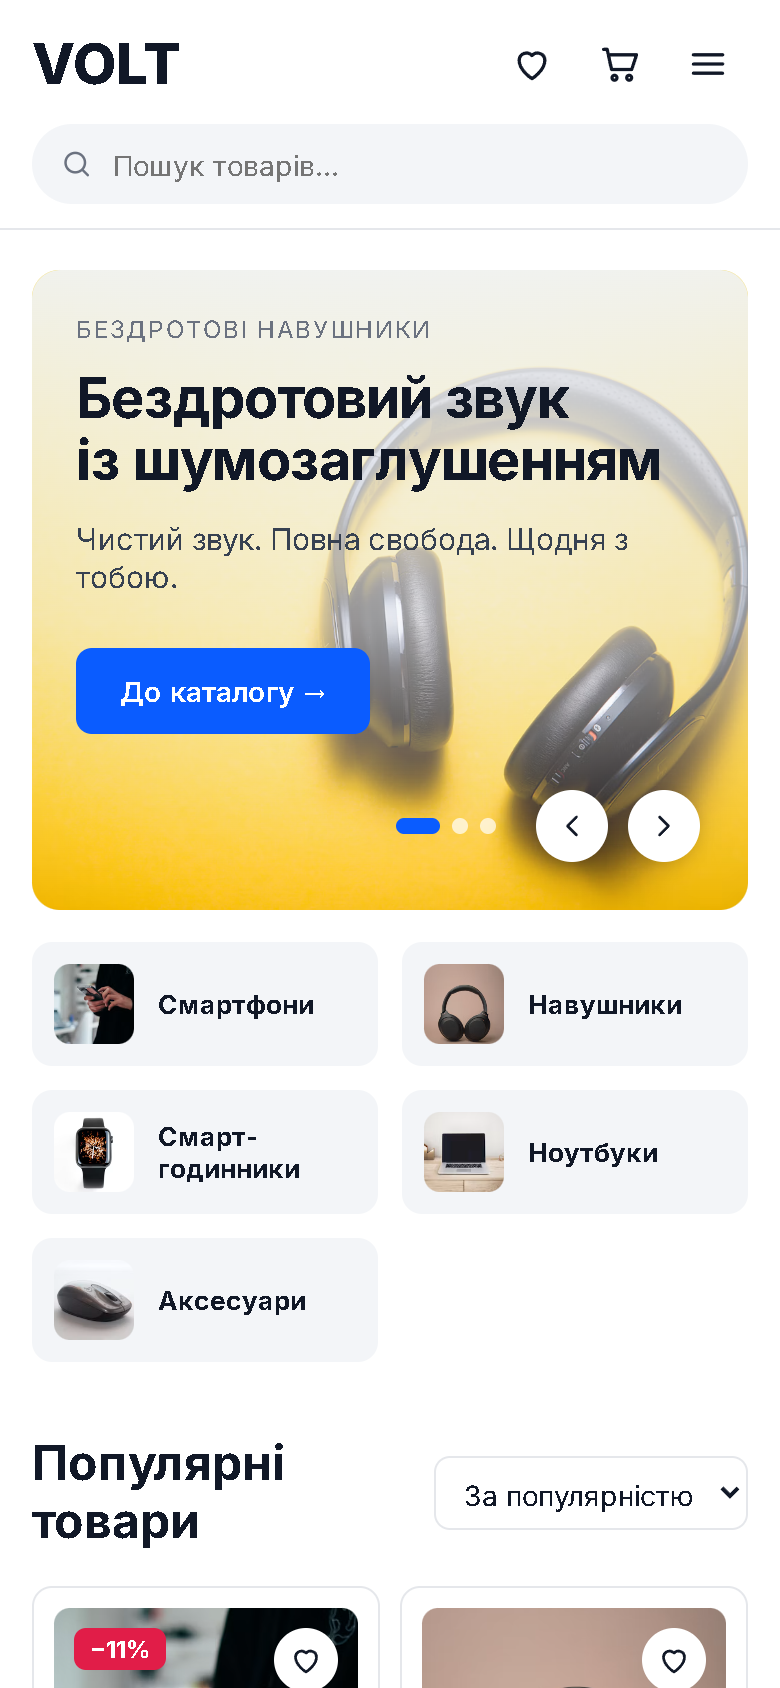 VOLT
Пошук товарів...
БЕЗДРОТОВІ НАВУШНИКИ
Бездротовий звук
із шумозаглушенням
Чистий звук. Повна свобода. Щодня з
тобою.
До каталогу →
Смартфони
Навушники
Смарт-
годинники
Ноутбуки
Аксесуари
Популярні
товари
За популярністю
−11%